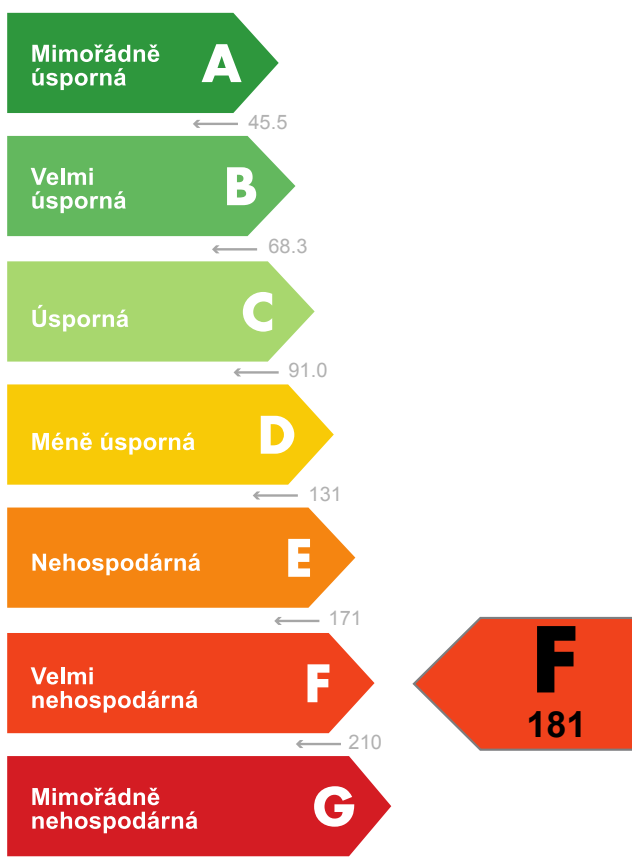 Mimořádně
úsporná
A
← 45.5
Velmi
úsporná
B
← 68.3
Úsporná
C
← 91.0
Méně úsporná
D
← 131
Nehospodárná
E
← 171
Velmi
nehospodárná
F
F
181
← 210
Mimořádně
nehospodárná
G